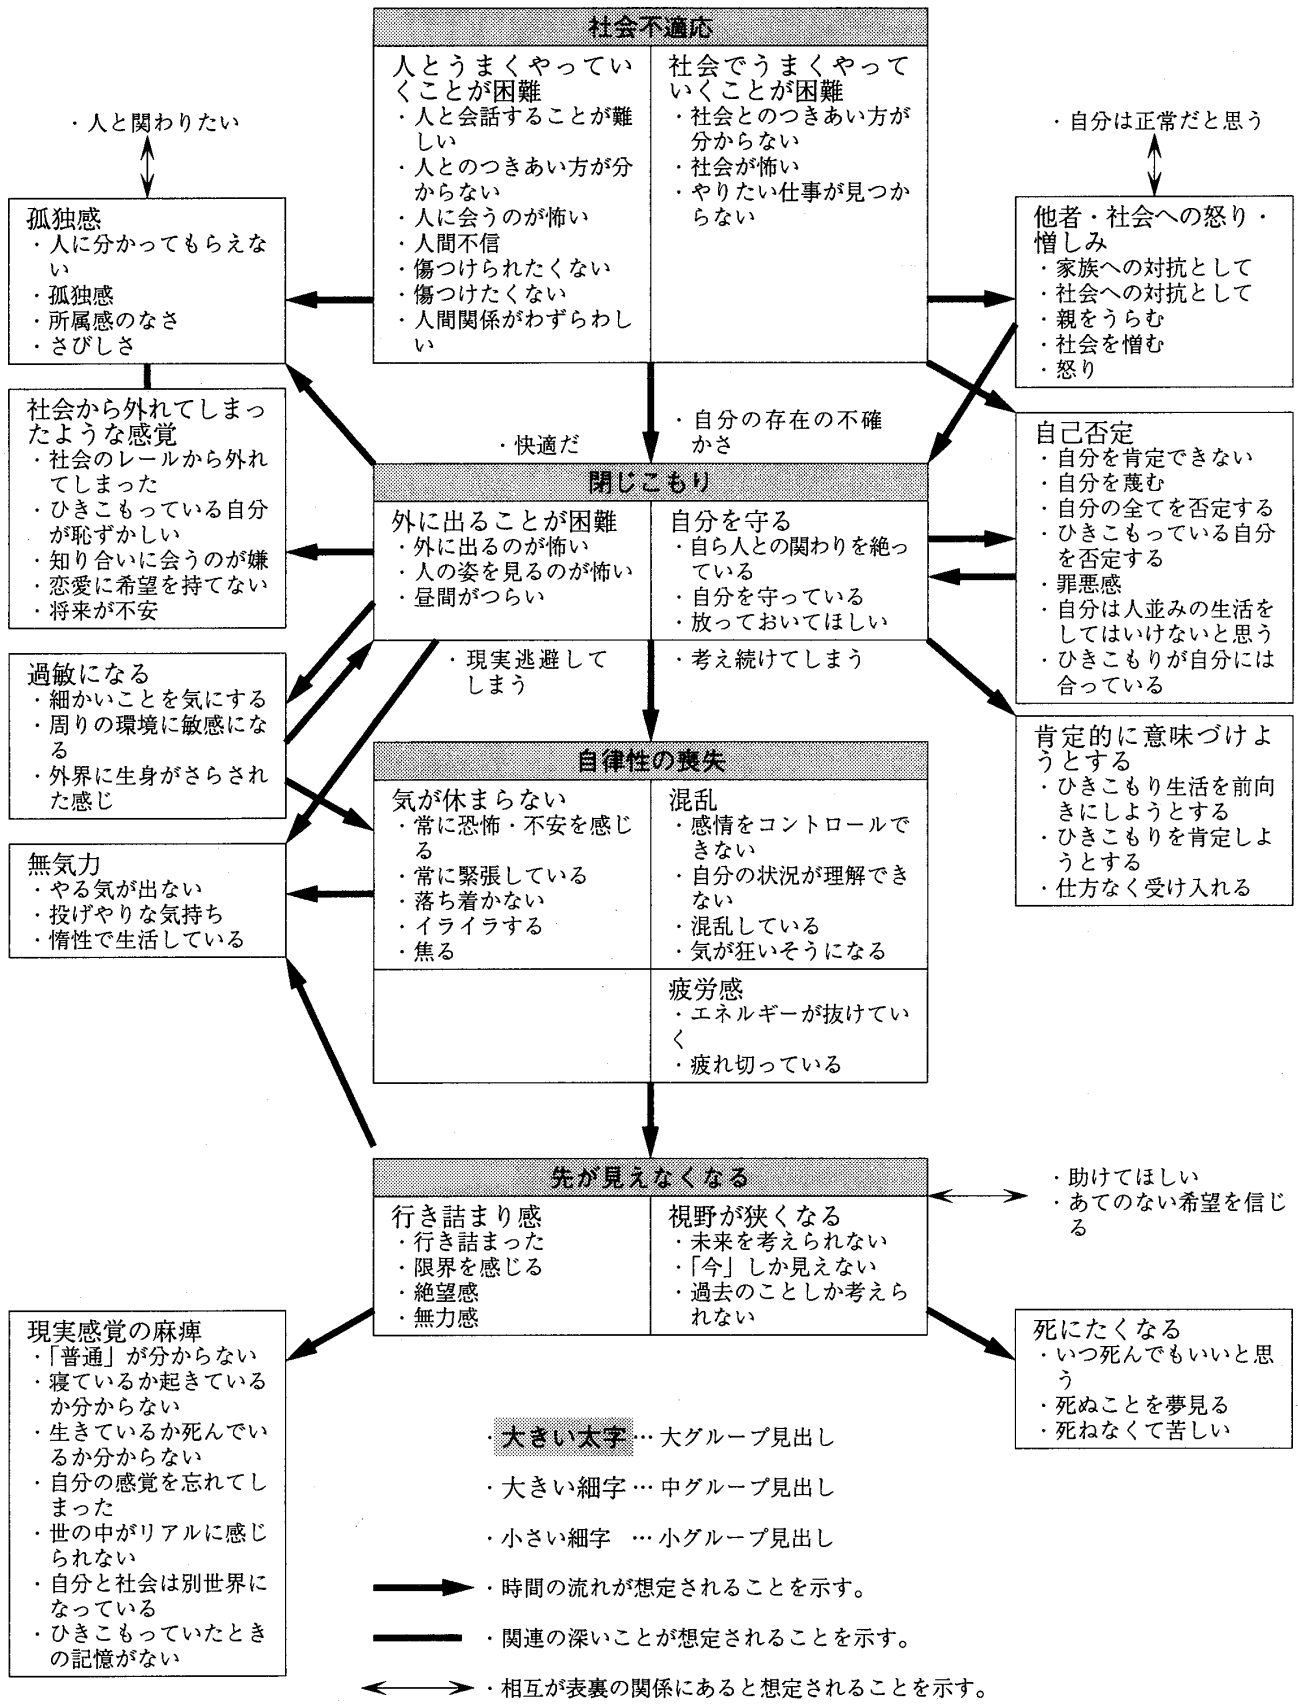 社会不適応
人とうまくやってい
くことが困難
・人と会話することが難
しい
・人とのつきあい方が分
からない
・人に会うのが怖い
・人間不信
・傷つけられたくない
・傷つけたくない
・人間関係がわずらわし
い
社会でうまくやって
いくことが困難
・社会とのつきあい方が
分からない
・社会が怖い
・やりたい仕事が見つか
らない
・人と関わりたい
孤独感
・人に分かってもらえな
い
・孤独感
・所属感のなさ
・さびしさ
・自分は正常だと思う
他者・社会への怒り・
憎しみ
・家族への対抗として
・社会への対抗として
・親をうらむ
・社会を憎む
・怒り
社会から外れてしまっ
たような感覚
・社会のレールから外れ
てしまった
・ひきこもっている自分
が恥ずかしい
・知り合いに会うのが嫌
・恋愛に希望を持てない
・将来が不安
・快適だ
・自分の存在の不確
かさ
自己否定
・自分を肯定できない
・自分を蔑む
・自分の全てを否定する
・ひきこもっている自分
を否定する
・罪悪感
・自分は人並みの生活を
してはいけないと思う
・ひきこもりが自分には
合っている
閉じこもり
外に出ることが困難
・外に出るのが怖い
・人の姿を見るのが怖い
・昼間がつらい
自分を守る
・自ら人との関わりを絶っ
ている
・自分を守っている
・放っておいてほしい
過敏になる
・細かいことを気にする
・周りの環境に敏感にな
る
・外界に生身がさらされ
た感じ
・現実逃避して
しまう
・考え続けてしまう
肯定的に意味づけよ
うとする
・ひきこもり生活を前向
きにしようとする
・ひきこもりを肯定しよ
うとする
・仕方なく受け入れる
自律性の喪失
気が休まらない
・常に恐怖・不安を感じ
る
・常に緊張している
・落ち着かない
・イライラする
・焦る
混乱
・感情をコントロールで
きない
・自分の状況が理解でき
ない
・混乱している
・気が狂いそうになる
疲労感
・エネルギーが抜けてい
く
・疲れ切っている
無気力
・やる気が出ない
・投げやりな気持ち
・惰性で生活している
先が見えなくなる
行き詰まり感
・行き詰まった
・限界を感じる
・絶望感
・無力感
視野が狭くなる
・未来を考えられない
・「今」しか見えない
・過去のことしか考えら
れない
・助けてほしい
・あてのない希望を信じ
る
現実感覚の麻痺
・「普通」が分からない
・寝ているか起きている
か分からない
・生きているか死んでい
るか分からない
・自分の感覚を忘れてし
まった
・世の中がリアルに感じ
られない
・自分と社会は別世界に
なっている
・ひきこもっていたとき
の記憶がない
死にたくなる
・いつ死んでもいいと思
う
・死ぬことを夢見る
・死ねなくて苦しい
・大きい太字 … 大グループ見出し
・大きい細字 … 中グループ見出し
・小さい細字 … 小グループ見出し
・時間の流れが想定されることを示す。
・関連の深いことが想定されることを示す。
・相互が表裏の関係にあると想定されることを示す。